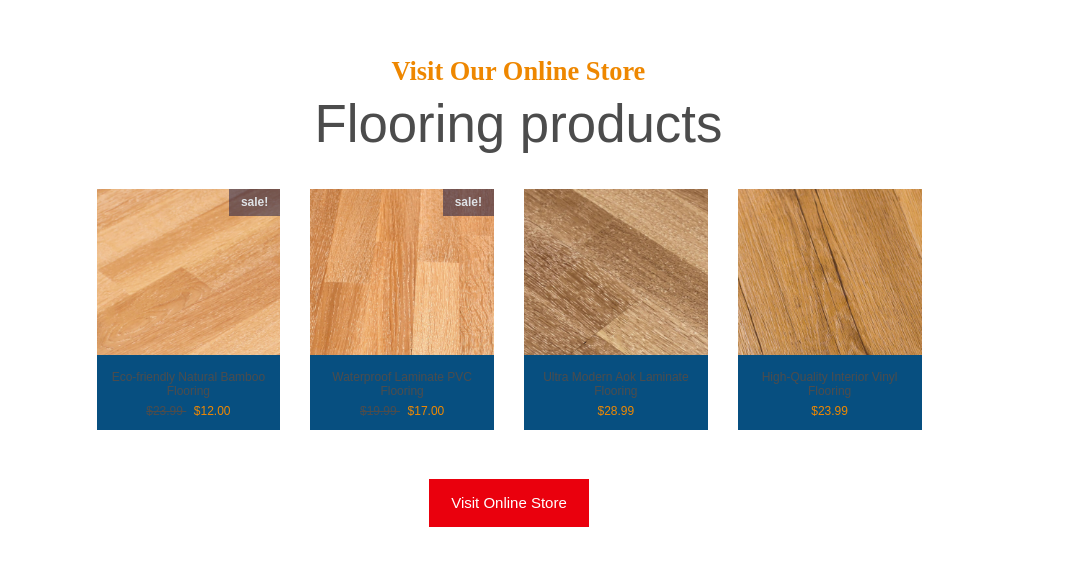 Visit Our Online Store
Flooring products
sale!
sale!
Eco-friendly Natural Bamboo
Flooring
$23.99 $12.00
Waterproof Laminate PVC
Flooring
$19.99 $17.00
Ultra Modern Aok Laminate
Flooring
$28.99
High-Quality Interior Vinyl
Flooring
$23.99
Visit Online Store